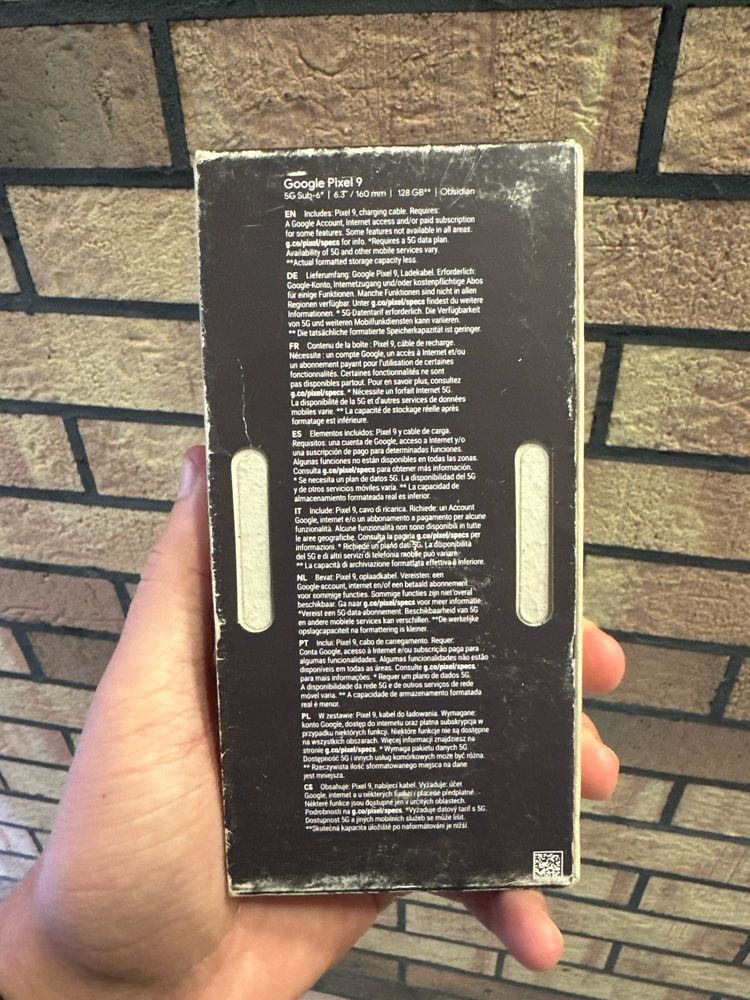 Google Pixel 9
5G Sub-6* | 6.3" / 160 mm | 128 GB** | Obsidian
EN Includes: Pixel 9, charging cable. Requires:
A Google Account, Internet access and/or paid subscription
for some features. Some features not available in all areas.
g.co/pixel/specs for info. *Requires a 5G data plan.
Availability of 5G and other mobile services vary.
**Actual formatted storage capacity less.
DE Lieferumfang: Google Pixel 9, Ladekabel. Erforderlich:
Google-Konto, Internetzugang und/oder kostenpflichtige Abos
für einige Funktionen. Manche Funktionen sind nicht in allen
Regionen verfügbar. Unter g.co/pixel/specs findest du weitere
Informationen. * 5G-Datentarif erforderlich. Die Verfügbarkeit
von 5G und weiteren Mobilfunkdiensten kann variieren.
** Die tatsächliche formatierte Speicherkapazität ist geringer.
FR Contenu de la boîte : Pixel 9, câble de recharge.
Nécessite : un compte Google, un accès à Internet et/ou
un abonnement payant pour l'utilisation de certaines
fonctionnalités. Certaines fonctionnalités ne sont
pas disponibles partout. Pour en savoir plus, consultez
g.co/pixel/specs. * Nécessite un forfait Internet 5G.
La disponibilité de la 5G et d'autres services de données
mobiles varie. ** La capacité de stockage réelle après
formatage est inférieure.
ES Elementos incluidos: Pixel 9 y cable de carga.
Requisitos: una cuenta de Google, acceso a Internet y/o
una suscripción de pago para determinadas funciones.
Algunas funciones no están disponibles en todas las zonas.
Consulta g.co/pixel/specs para obtener más información.
* Se necesita un plan de datos 5G. La disponibilidad del 5G
y de otros servicios móviles varía. ** La capacidad de
almacenamiento formateada real es inferior.
IT Include: Pixel 9, cavo di ricarica. Richiede: un Account
Google, internet e/o un abbonamento a pagamento per alcune
funzionalità. Alcune funzionalità non sono disponibili in tutte
le aree geografiche. Consulta la pagina g.co/pixel/specs per
informazioni. * Richiede un piano dati 5G. La disponibilità
del 5G e di altri servizi di telefonia mobile può variare.
** La capacità di archiviazione formattata effettiva è inferiore.
NL Bevat: Pixel 9, oplaadkabel. Vereisten: een
Google-account, internet en/of een betaald abonnement
voor sommige functies. Sommige functies zijn niet overal
beschikbaar. Ga naar g.co/pixel/specs voor meer informatie.
*Vereist een 5G-data-abonnement. Beschikbaarheid van 5G
en andere mobiele services kan verschillen. **De werkelijke
opslagcapaciteit na formattering is kleiner.
PT Inclui: Pixel 9, cabo de carregamento. Requer:
Conta Google, acesso à Internet e/ou subscrição paga para
algumas funcionalidades. Algumas funcionalidades não estão
disponíveis em todas as áreas. Consulte g.co/pixel/specs
para mais informações. * Requer um plano de dados 5G.
A disponibilidade da rede 5G e de outros serviços de rede
móvel varia. ** A capacidade de armazenamento formatada
real é menor.
PL W zestawie: Pixel 9, kabel do ładowania. Wymagane:
konto Google, dostęp do internetu oraz płatna subskrypcja w
przypadku niektórych funkcji. Niektóre funkcje nie są dostępne
na wszystkich obszarach. Więcej informacji znajdziesz na
stronie g.co/pixel/specs. * Wymaga pakietu danych 5G.
Dostępność 5G i innych usług komórkowych może być różna.
** Rzeczywista ilość sformatowanego miejsca na dane
jest mniejsza.
CS Obsahuje: Pixel 9, nabíjecí kabel. Vyžaduje: účet
Google, internet a u některých funkcí i placené předplatné.
Některé funkce jsou dostupné jen v určitých oblastech.
Podrobnosti na g.co/pixel/specs. *Vyžaduje datový tarif s 5G.
Dostupnost 5G a jiných mobilních služeb se může lišit.
**Skutečná kapacita úložiště po naformátování je nižší.